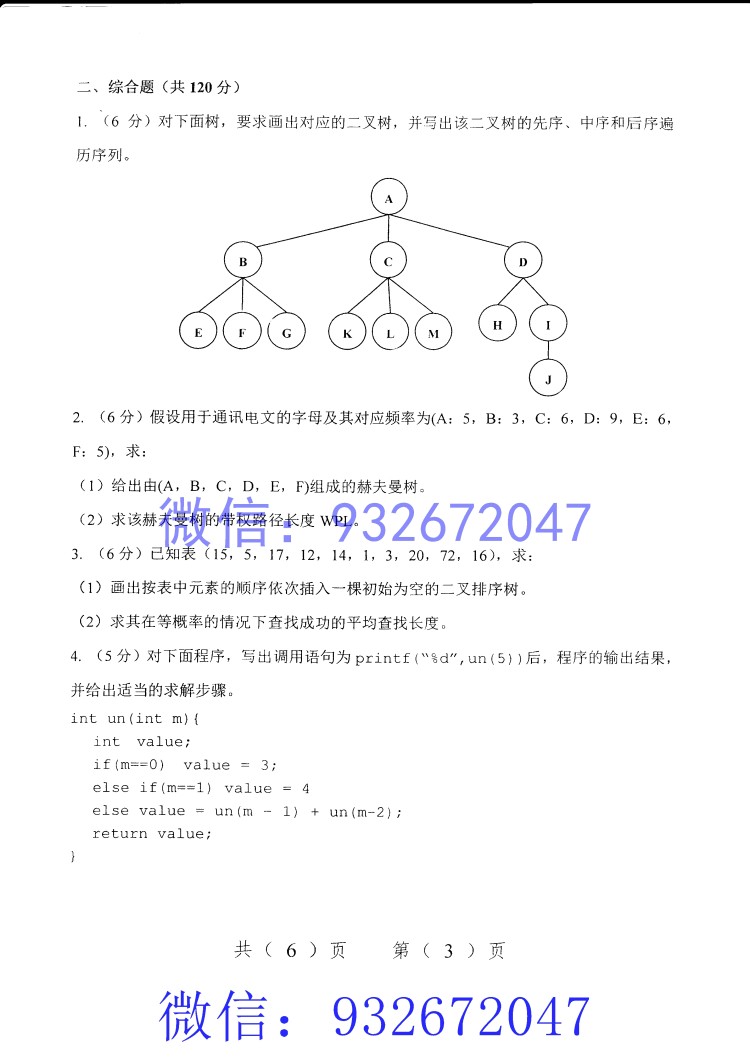 二、综合题（共 120 分）
1. （6 分）对下面树，要求画出对应的二叉树，并写出该二叉树的先序、中序和后序遍
历序列。
A
B C D
E F G K L M H I
J
2. （6 分）假设用于通讯电文的字母及其对应频率为(A：5，B：3，C：6，D：9，E：6，
F：5)，求：
（1）给出由(A，B，C，D，E，F)组成的赫夫曼树。
（2）求该赫夫曼树的带权路径长度 WPL。
微信：932672047
3. （6 分）已知表（15，5，17，12，14，1，3，20，72，16），求：
（1）画出按表中元素的顺序依次插入一棵初始为空的二叉排序树。
（2）求其在等概率的情况下查找成功的平均查找长度。
4. （5 分）对下面程序，写出调用语句为 printf(“%d”,un(5))后，程序的输出结果，
并给出适当的求解步骤。
int un(int m){
int value;
if(m==0) value = 3;
else if(m==1) value = 4
else value = un(m - 1) + un(m-2);
return value;
}
共（ 6 ）页 第（ 3 ）页
微信：932672047